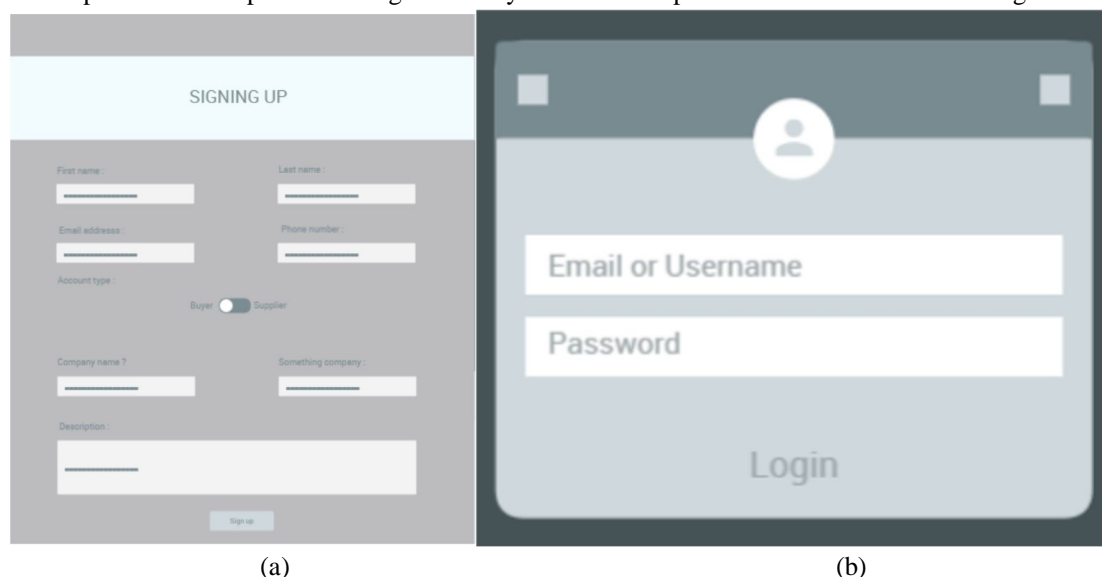 SIGNING UP
First name :
Last name :
Email addresss :
Phone number :
Account type :
Buyer Supplier
Company name ?
Something company :
Description :
Sign up
Email or Username
Password
Login
(a)
(b)